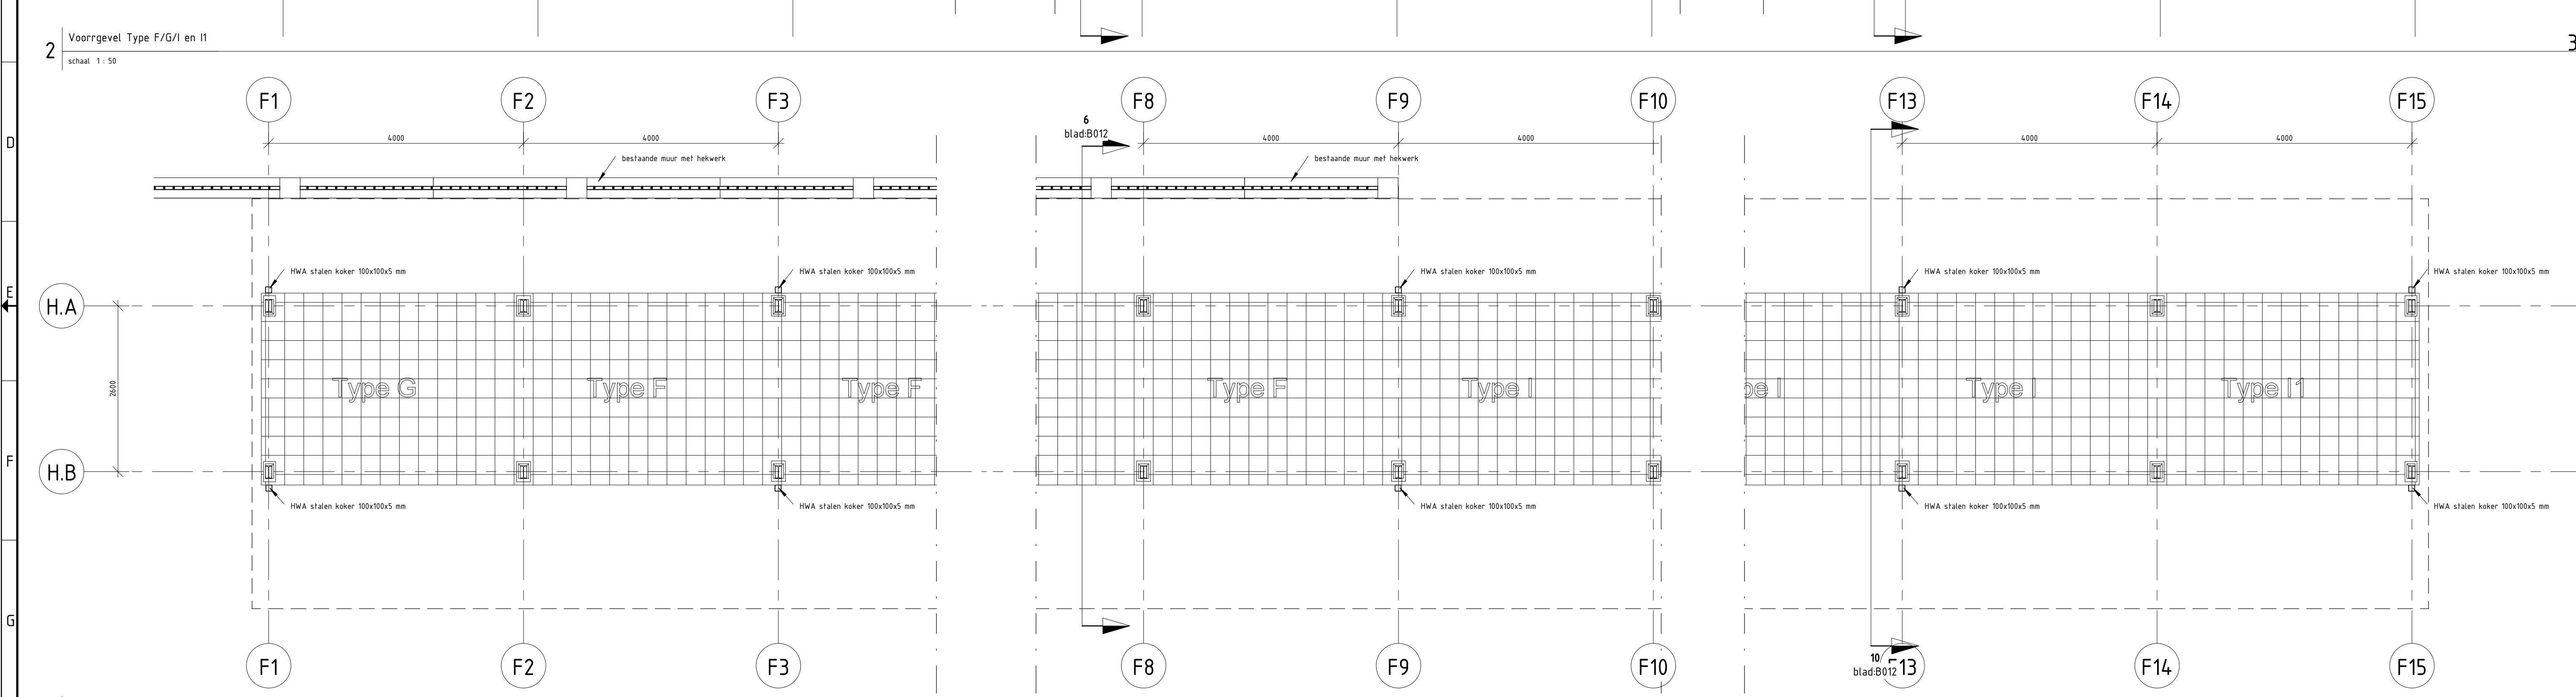 2
Voorrgevel Type F/G/I en I1
schaal 1 : 50
3
F1
F2
F3
F8
F9
F10
F13
F14
F15
6
blad:B012
4000
4000
4000
4000
4000
4000
D
bestaande muur met hekwerk
bestaande muur met hekwerk
HWA stalen koker 100x100x5 mm
HWA stalen koker 100x100x5 mm
HWA stalen koker 100x100x5 mm
HWA stalen koker 100x100x5 mm
HWA stalen koker 100x100x5 mm
E
H.A
2600
Type G
Type F
Type F
Type F
Type I
pe I
Type I
Type I1
F
H.B
HWA stalen koker 100x100x5 mm
HWA stalen koker 100x100x5 mm
HWA stalen koker 100x100x5 mm
HWA stalen koker 100x100x5 mm
HWA stalen koker 100x100x5 mm
G
F1
F2
F3
F8
F9
F10
10
blad:B012
F13
F14
F15